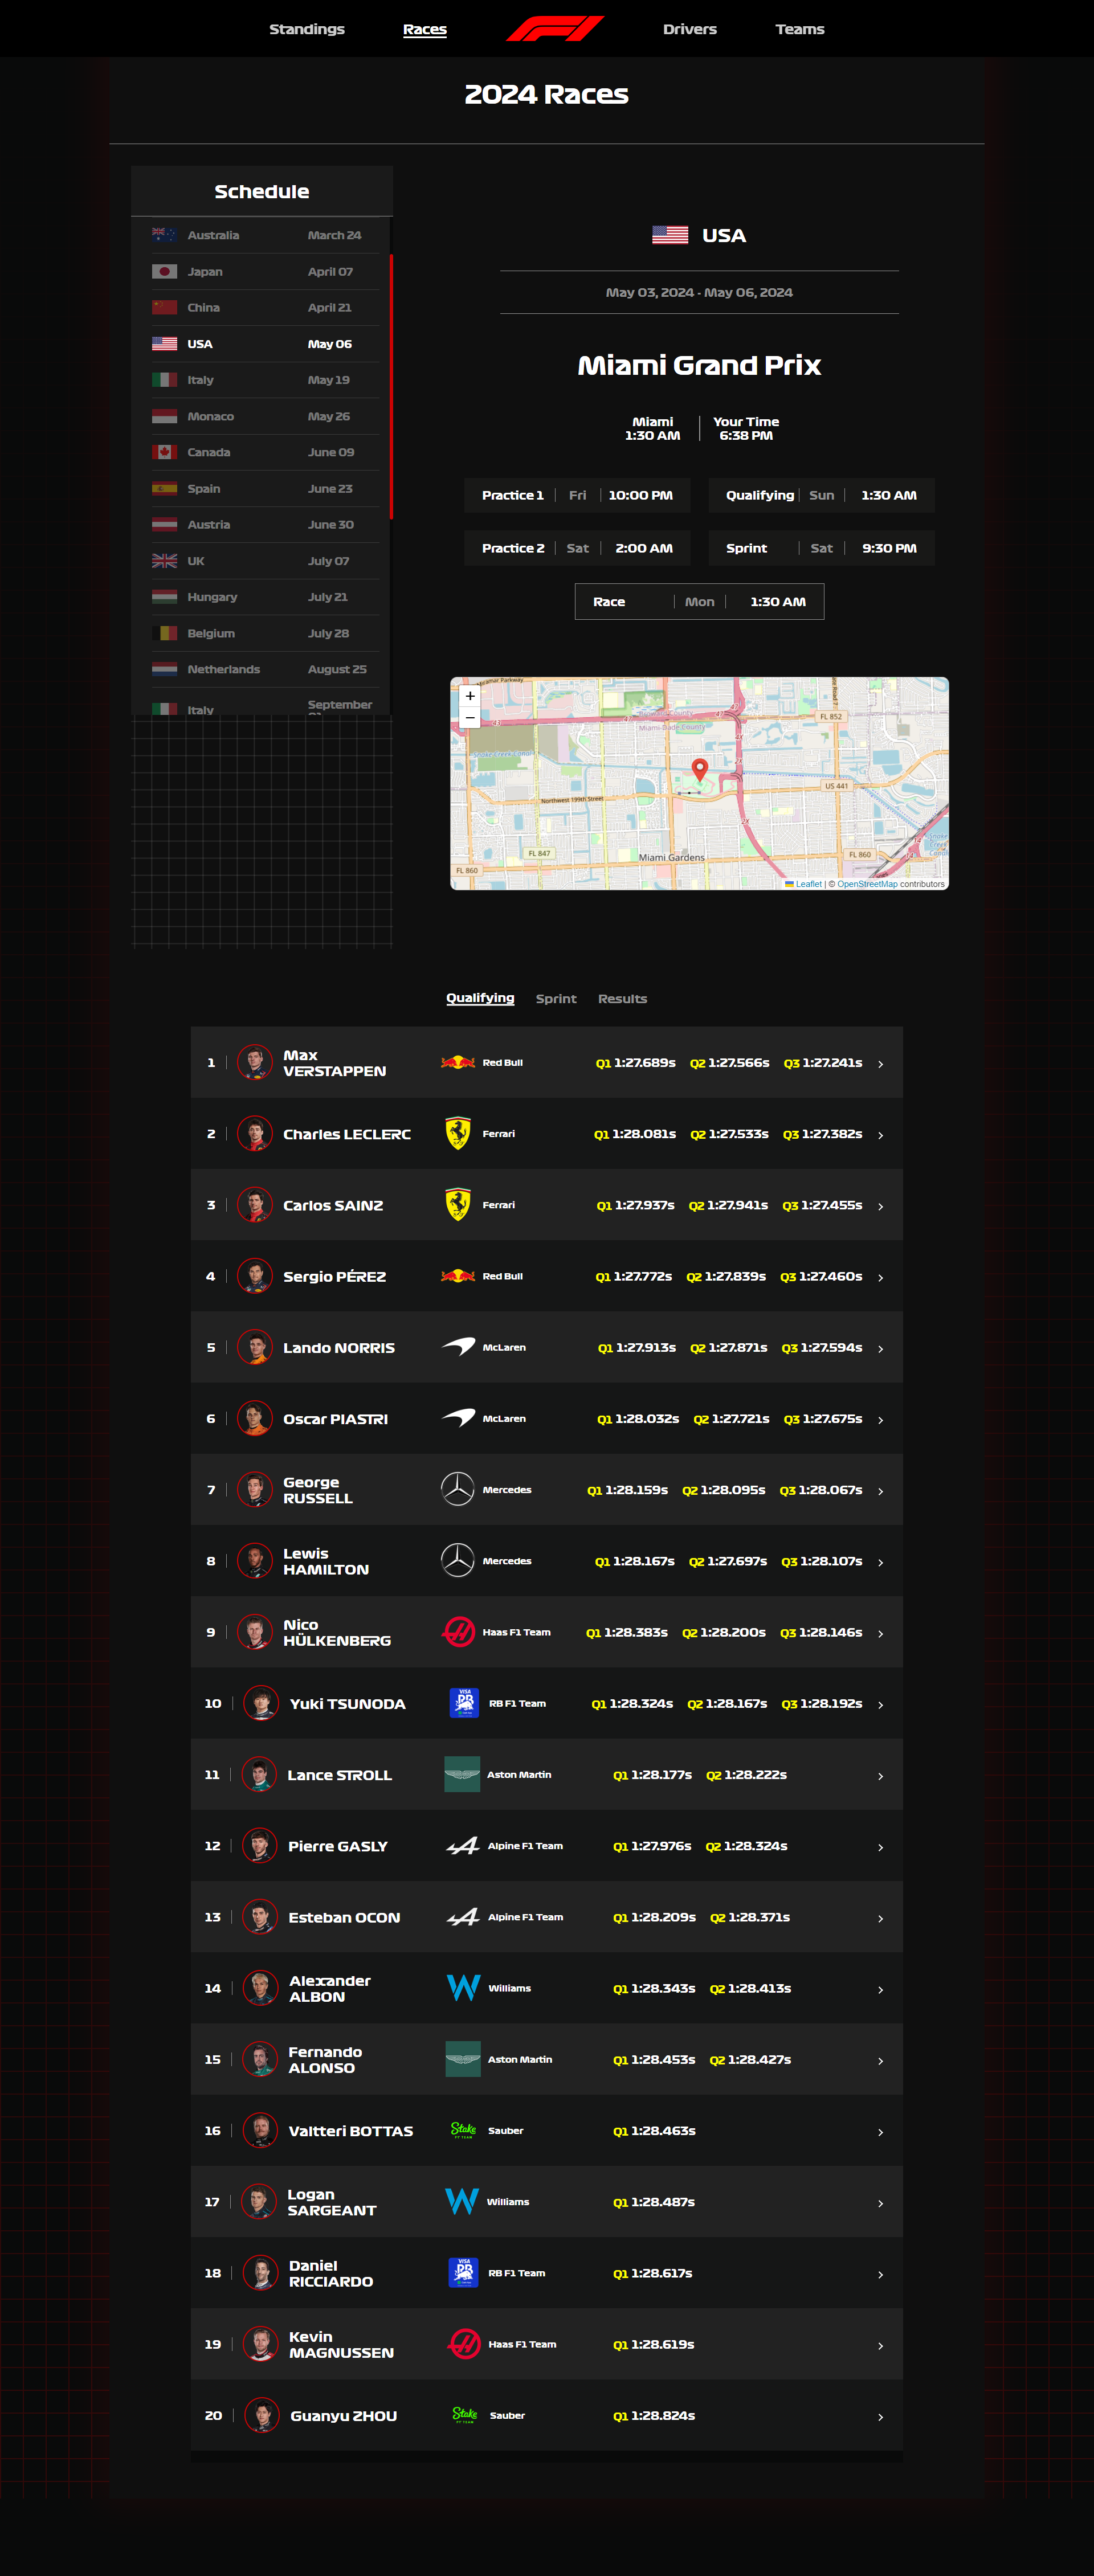 Standings
Races
Drivers
Teams
2024 Races
Schedule
Australia March 24
Japan April 07
China April 21
USA May 06
Italy May 19
Monaco May 26
Canada June 09
Spain June 23
Austria June 30
UK July 07
Hungary July 21
Belgium July 28
Netherlands August 25
Italy September
USA
May 03, 2024 - May 06, 2024
Miami Grand Prix
Miami
1:30 AM
Your Time
6:38 PM
Practice 1 Fri 10:00 PM
Qualifying Sun 1:30 AM
Practice 2 Sat 2:00 AM
Sprint Sat 9:30 PM
Race Mon 1:30 AM
+
−
Miramar Parkway
FL 852
Miami-Dade County
Snake Creek Canal
US 441
Northwest 199th Street
FL 847
Miami Gardens
FL 860
FL 860
Leaflet | © OpenStreetMap contributors
Qualifying Sprint Results
1 Max VERSTAPPEN Red Bull Q1 1:27.689s Q2 1:27.566s Q3 1:27.241s
2 Charles LECLERC Ferrari Q1 1:28.081s Q2 1:27.533s Q3 1:27.382s
3 Carlos SAINZ Ferrari Q1 1:27.937s Q2 1:27.941s Q3 1:27.455s
4 Sergio PÉREZ Red Bull Q1 1:27.772s Q2 1:27.839s Q3 1:27.460s
5 Lando NORRIS McLaren Q1 1:27.913s Q2 1:27.871s Q3 1:27.594s
6 Oscar PIASTRI McLaren Q1 1:28.032s Q2 1:27.721s Q3 1:27.675s
7 George RUSSELL Mercedes Q1 1:28.159s Q2 1:28.095s Q3 1:28.067s
8 Lewis HAMILTON Mercedes Q1 1:28.167s Q2 1:27.697s Q3 1:28.107s
9 Nico HÜLKENBERG Haas F1 Team Q1 1:28.383s Q2 1:28.200s Q3 1:28.146s
10 Yuki TSUNODA RB F1 Team Q1 1:28.324s Q2 1:28.167s Q3 1:28.192s
11 Lance STROLL Aston Martin Q1 1:28.177s Q2 1:28.222s
12 Pierre GASLY Alpine F1 Team Q1 1:27.976s Q2 1:28.324s
13 Esteban OCON Alpine F1 Team Q1 1:28.209s Q2 1:28.371s
14 Alexander ALBON Williams Q1 1:28.343s Q2 1:28.413s
15 Fernando ALONSO Aston Martin Q1 1:28.453s Q2 1:28.427s
16 Valtteri BOTTAS Stake Sauber Q1 1:28.463s
17 Logan SARGEANT Williams Q1 1:28.487s
18 Daniel RICCIARDO RB F1 Team Q1 1:28.617s
19 Kevin MAGNUSSEN Haas F1 Team Q1 1:28.619s
20 Guanyu ZHOU Stake Sauber Q1 1:28.824s